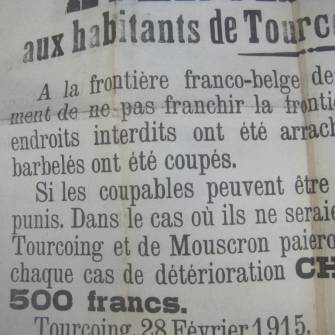 aux habitants de Tourco
A la frontière franco-belge de
ment de ne pas franchir la fronti
endroits interdits ont été arrach
barbelés ont été coupés.
Si les coupables peuvent être
punis. Dans le cas où ils ne seraie
Tourcoing et de Mouscron paiero
chaque cas de détérioration CH
500 francs.
Tourcoing, 28 Février 1915.